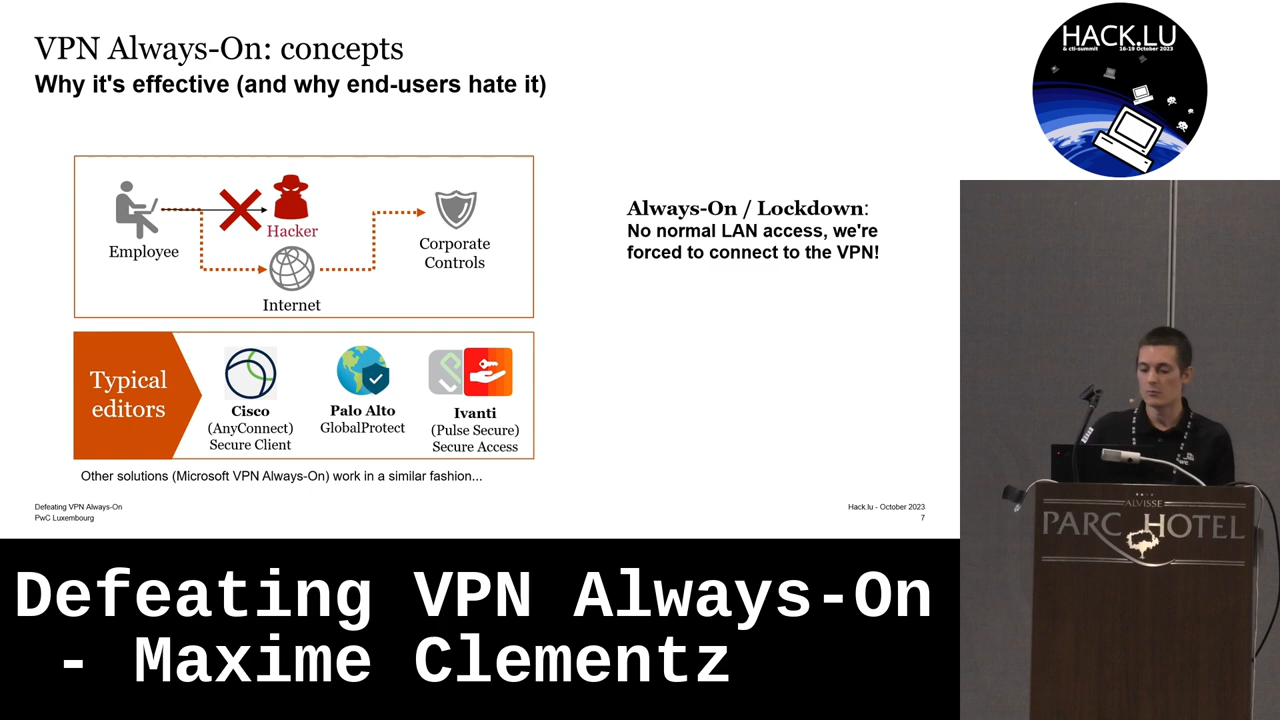 VPN Always-On: concepts
Why it's effective (and why end-users hate it)
Employee
Hacker
Internet
Corporate
Controls
Always-On / Lockdown:
No normal LAN access, we're
forced to connect to the VPN!
Typical
editors
Cisco
(AnyConnect)
Secure Client
Palo Alto
GlobalProtect
Ivanti
(Pulse Secure)
Secure Access
Other solutions (Microsoft VPN Always-On) work in a similar fashion...
Defeating VPN Always-On
PwC Luxembourg
Hack.lu - October 2023
7
HACK.LU
& cti-summit 16-19 October 2023
ALVISSE
PARC HOTEL
Defeating VPN Always-On
- Maxime Clementz